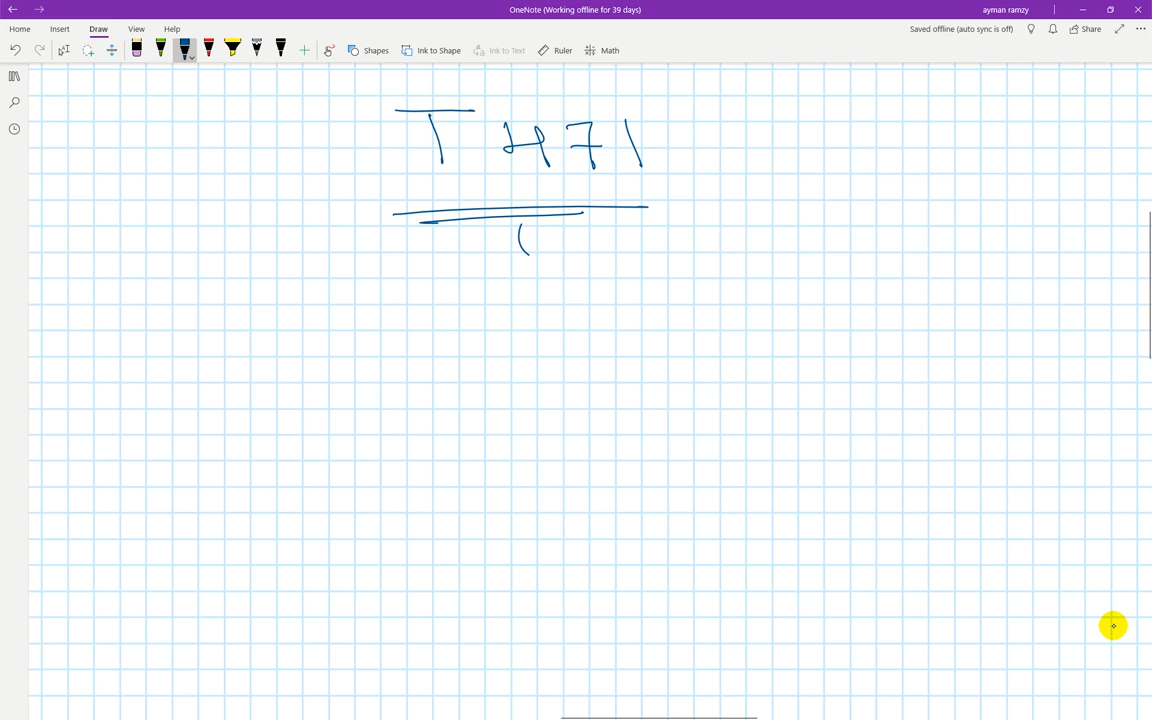 OneNote (Working offline for 39 days)
ayman ramzy
Home Insert Draw View Help
Saved offline (auto sync is off)
Share
Shapes Ink to Shape Ink to Text Ruler Math
T H71